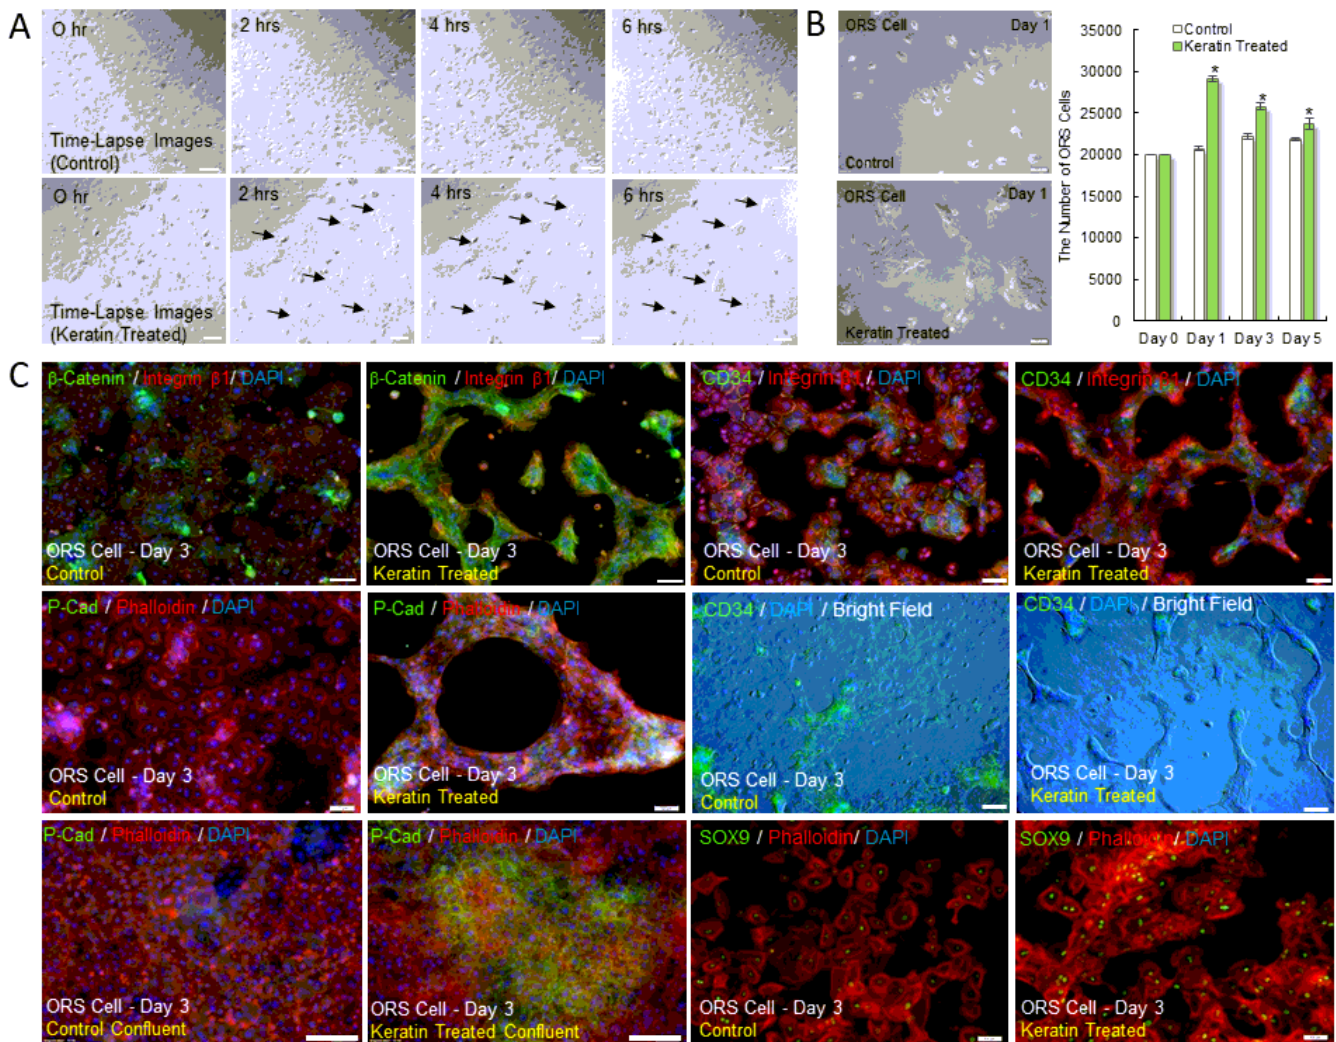 A
O hr
2 hrs
4 hrs
6 hrs
Time-Lapse Images
(Control)
O hr
2 hrs
4 hrs
6 hrs
Time-Lapse Images
(Keratin Treated)
B
ORS Cell
Day 1
Control
ORS Cell
Day 1
Keratin Treated
Control
Keratin Treated
The Number of ORS Cells
35000
30000
25000
20000
15000
10000
5000
0
*
*
*
Day 0
Day 1
Day 3
Day 5
C
β-Catenin / Integrin β1/ DAPI
ORS Cell - Day 3
Control
β-Catenin / Integrin β1/DAPI
ORS Cell - Day 3
Keratin Treated
CD34 / Integrin β1 / DAPI
ORS Cell - Day 3
Control
CD34 / Integrin β1 / DAPI
ORS Cell - Day 3
Keratin Treated
P-Cad / Phalloidin / DAPI
ORS Cell - Day 3
Control
P-Cad / Phalloidin / DAPI
ORS Cell - Day 3
Keratin Treated
CD34 / DAPI / Bright Field
ORS Cell - Day 3
Control
CD34 / DAPI / Bright Field
ORS Cell - Day 3
Keratin Treated
P-Cad / Phalloidin / DAPI
ORS Cell - Day 3
Control Confluent
P-Cad / Phalloidin / DAPI
ORS Cell - Day 3
Keratin Treated Confluent
SOX9 / Phalloidin/ DAPI
ORS Cell - Day 3
Control
SOX9 / Phalloidin/ DAPI
ORS Cell - Day 3
Keratin Treated